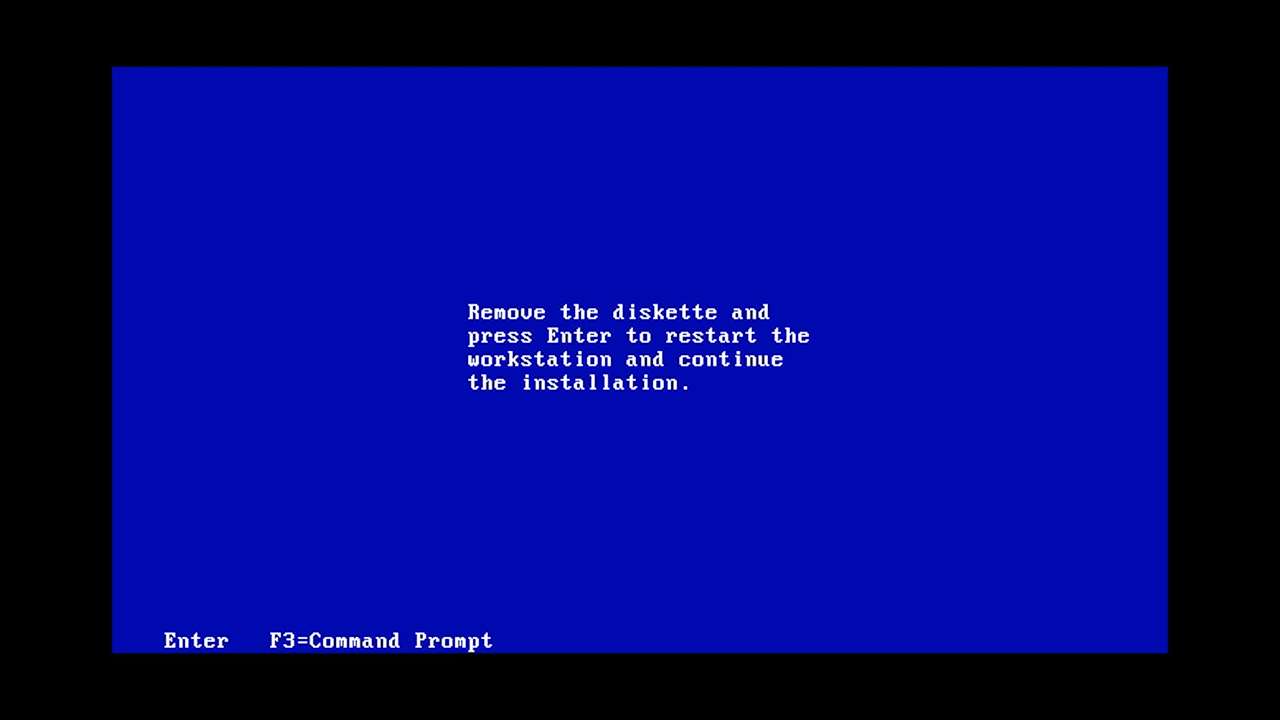 Remove the diskette and
press Enter to restart the
workstation and continue
the installation.
Enter   F3=Command Prompt